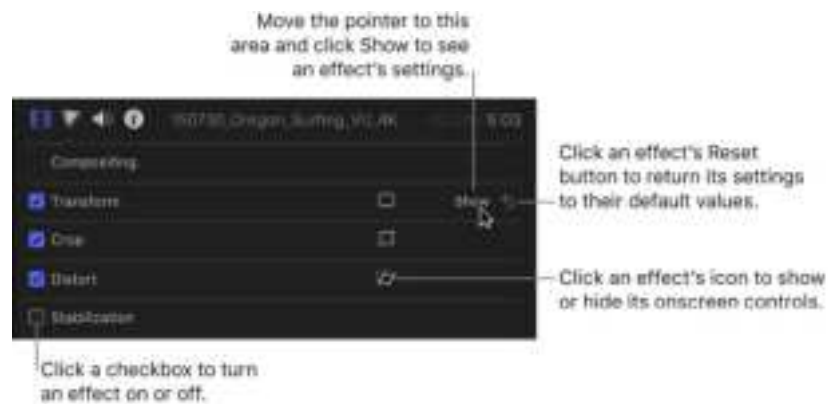 Move the pointer to this
area and click Show to see
an effect's settings.
Compositing
Transform
Show
Crop
Distort
Stabilization
Click an effect's Reset
button to return its settings
to their default values.
Click an effect's icon to show
or hide its onscreen controls.
Click a checkbox to turn
an effect on or off.